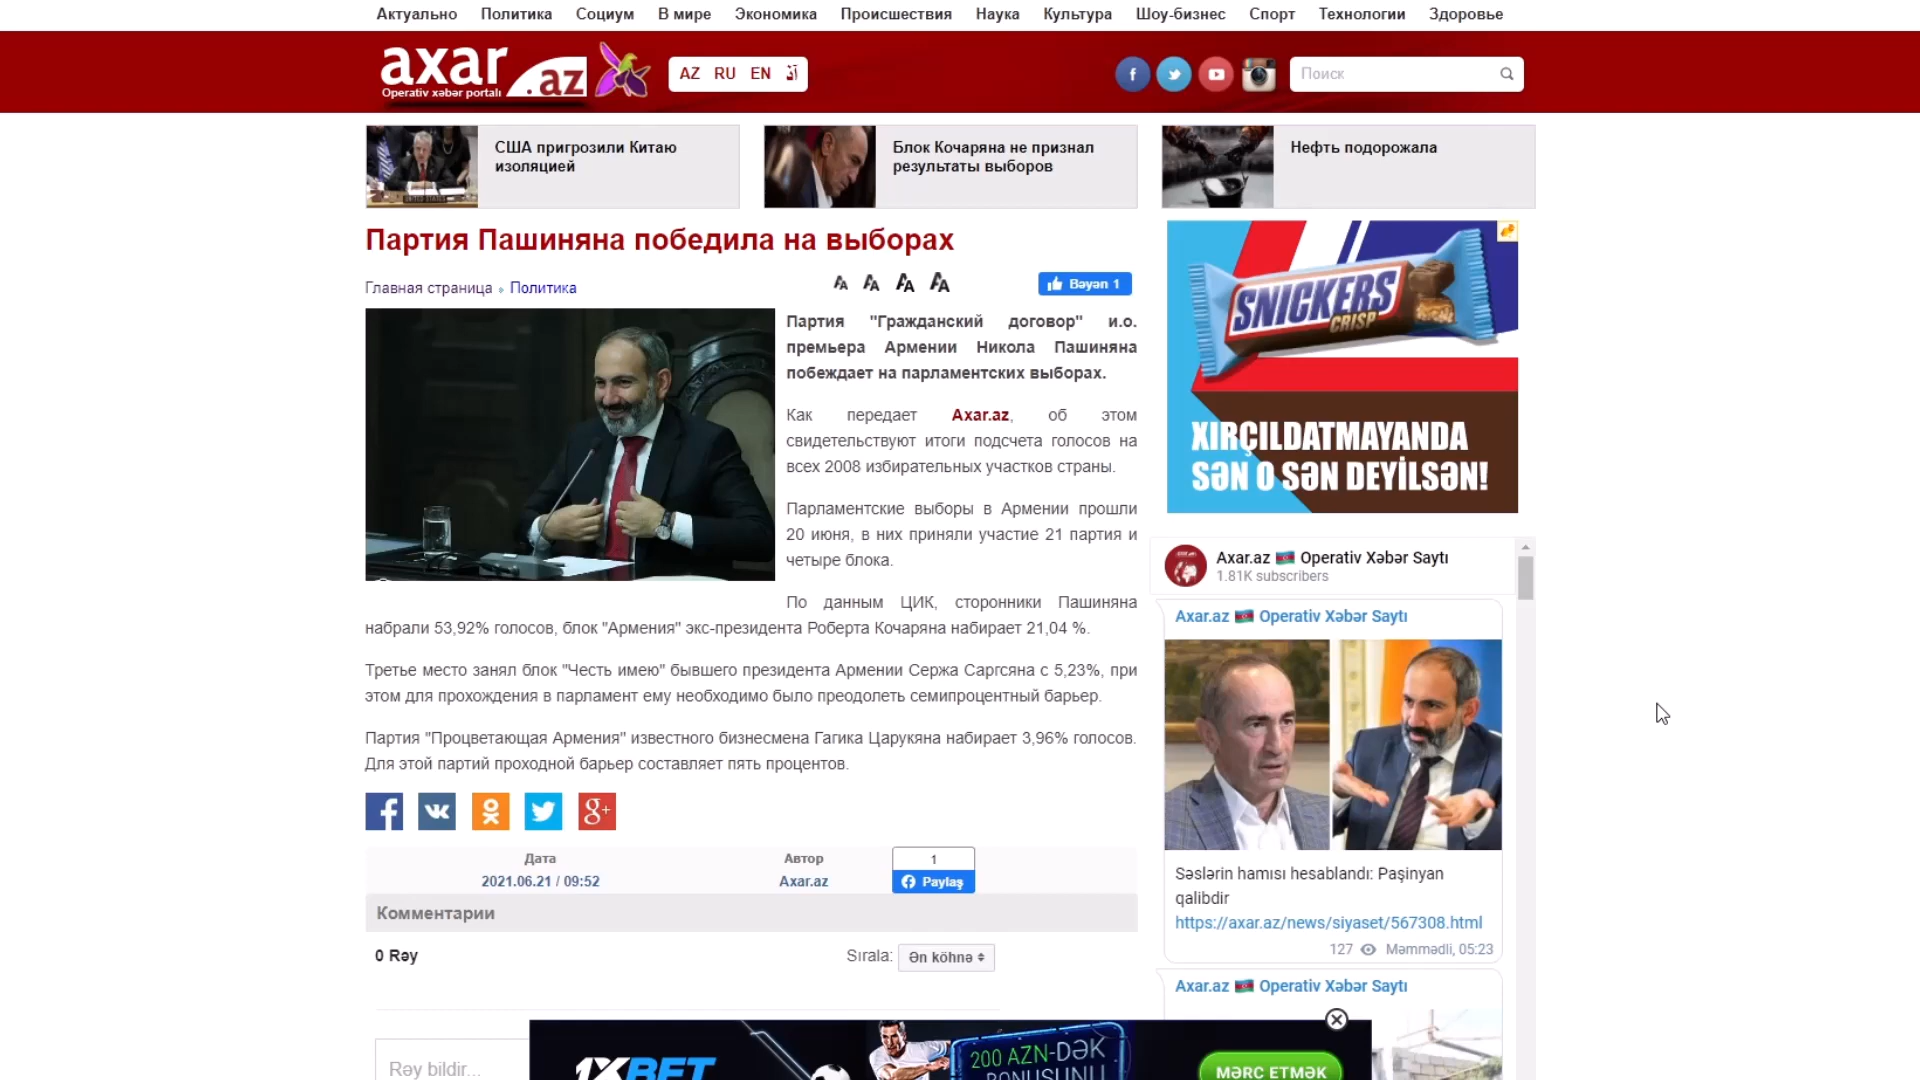 Актуально Политика Социум В мире Экономика Происшествия Наука Культура Шоу-бизнес Спорт Технологии Здоровье
axar.az
Operativ xəbər portalı
AZ RU EN آذ
Поиск
США пригрозили Китаю
изоляцией
Блок Кочаряна не признал
результаты выборов
Нефть подорожала
Партия Пашиняна победила на выборах
Главная страница Политика
Bəyən 1
Партия "Гражданский договор" и.о.
премьера Армении Никола Пашиняна
побеждает на парламентских выборах.
Как передает Axar.az, об этом
свидетельствуют итоги подсчета голосов на
всех 2008 избирательных участков страны.
Парламентские выборы в Армении прошли
20 июня, в них приняли участие 21 партия и
четыре блока.
По данным ЦИК, сторонники Пашиняна
набрали 53,92% голосов, блок "Армения" экс-президента Роберта Кочаряна набирает 21,04 %.
Третье место занял блок "Честь имею" бывшего президента Армении Сержа Саргсяна с 5,23%, при
этом для прохождения в парламент ему необходимо было преодолеть семипроцентный барьер.
Партия "Процветающая Армения" известного бизнесмена Гагика Царукяна набирает 3,96% голосов.
Для этой партий проходной барьер составляет пять процентов.
Дата
2021.06.21 / 09:52
Автор
Axar.az
1
Paylaş
Комментарии
0 Rəy
Sırala: Ən köhnə
Rəy bildir...
SNICKERS
CRISP
XIRÇILDATMAYANDA
SƏN O SƏN DEYİLSƏN!
Axar.az 🇦🇿 Operativ Xəbər Saytı
1.81K subscribers
Axar.az 🇦🇿 Operativ Xəbər Saytı
Səslərin hamısı hesablandı: Paşinyan
qalibdir
https://axar.az/news/siyaset/567308.html
127 Məmmədli, 05:23
Axar.az 🇦🇿 Operativ Xəbər Saytı
1XBET
200 AZN-DƏK
BONUSUNU
MƏRC ETMƏK